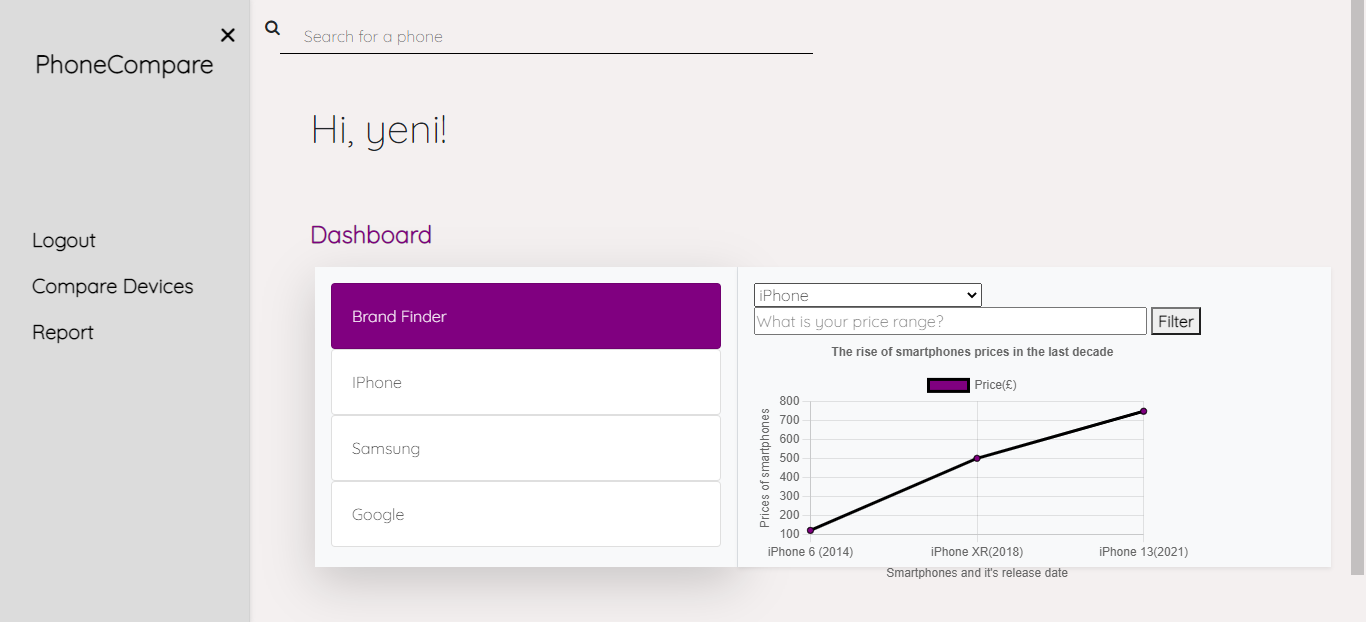 PhoneCompare
Logout
Compare Devices
Report
Search for a phone
Hi, yeni!
Dashboard
Brand Finder
IPhone
Samsung
Google
iPhone
What is your price range?
Filter
The rise of smartphones prices in the last decade
Price(£)
Prices of smartphones
800
700
600
500
400
300
200
100
iPhone 6 (2014) iPhone XR(2018) iPhone 13(2021)
Smartphones and it's release date